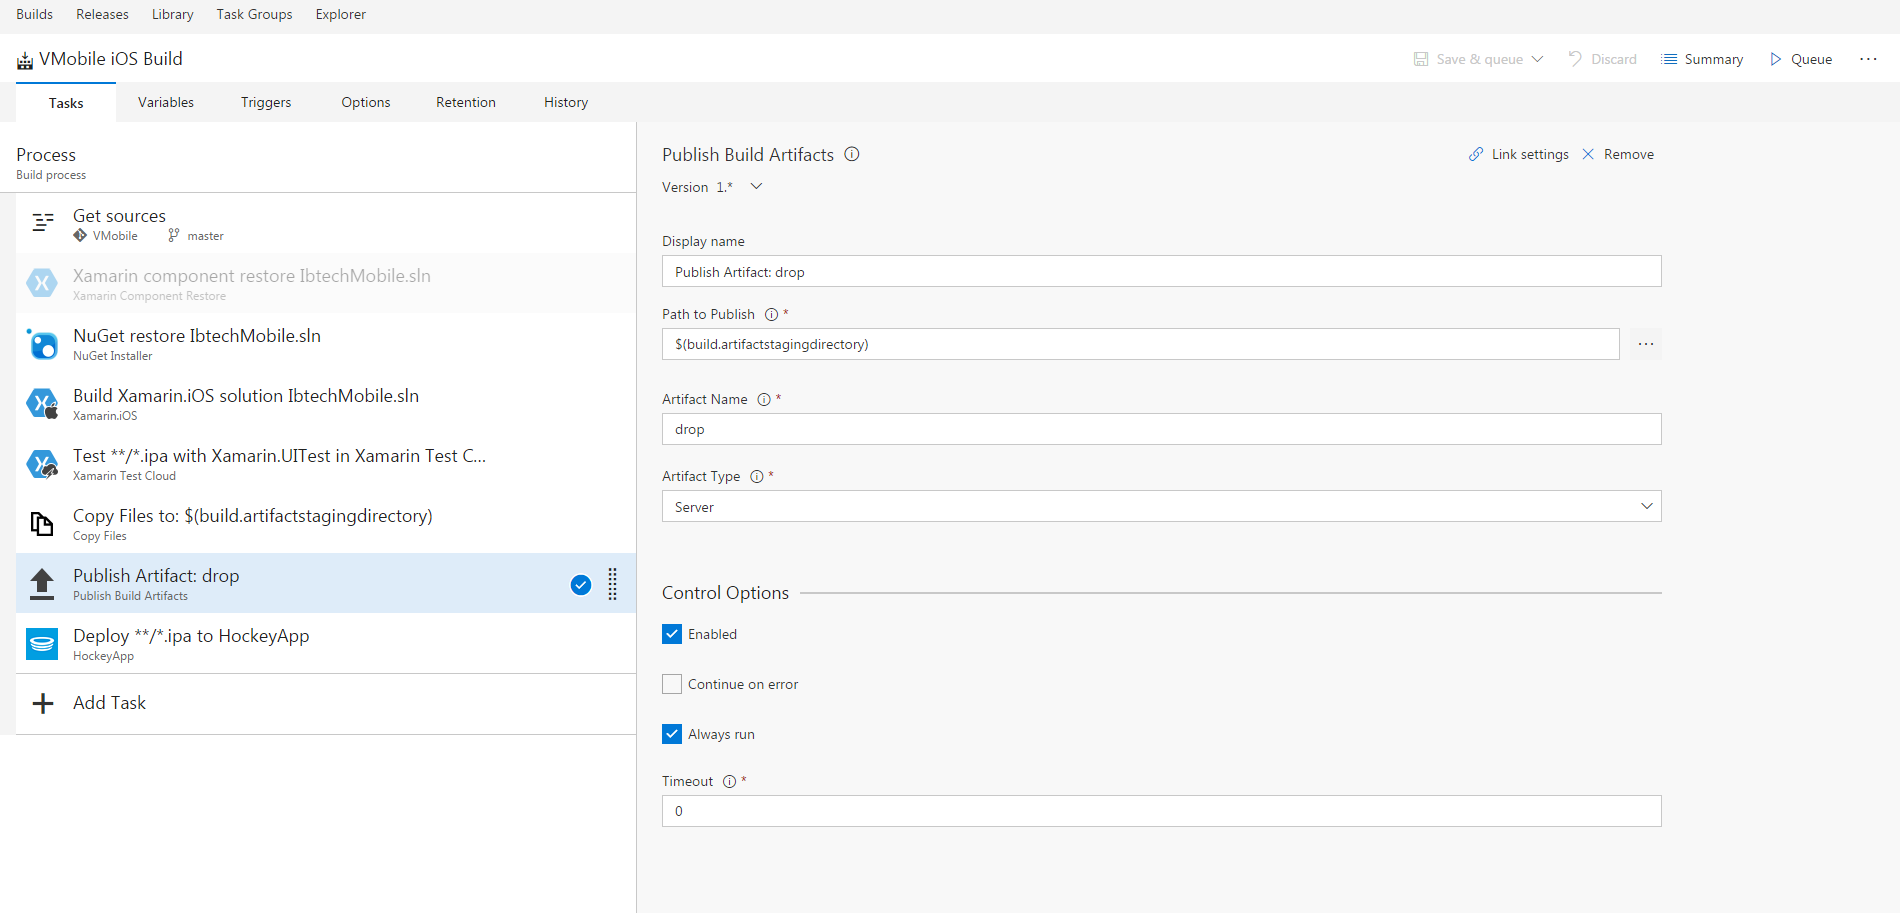 Builds Releases Library Task Groups Explorer
VMobile iOS Build
Save & queue Discard Summary Queue ...
Tasks Variables Triggers Options Retention History
Process
Build process
Get sources
VMobile master
Xamarin component restore IbtechMobile.sln
Xamarin Component Restore
NuGet restore IbtechMobile.sln
NuGet Installer
Build Xamarin.iOS solution IbtechMobile.sln
Xamarin.iOS
Test **/*.ipa with Xamarin.UITest in Xamarin Test C...
Xamarin Test Cloud
Copy Files to: $(build.artifactstagingdirectory)
Copy Files
Publish Artifact: drop
Publish Build Artifacts
Deploy **/*.ipa to HockeyApp
HockeyApp
Add Task
Publish Build Artifacts
Link settings Remove
Version 1.*
Display name
Publish Artifact: drop
Path to Publish *
$(build.artifactstagingdirectory)
...
Artifact Name *
drop
Artifact Type *
Server
Control Options
Enabled
Continue on error
Always run
Timeout *
0